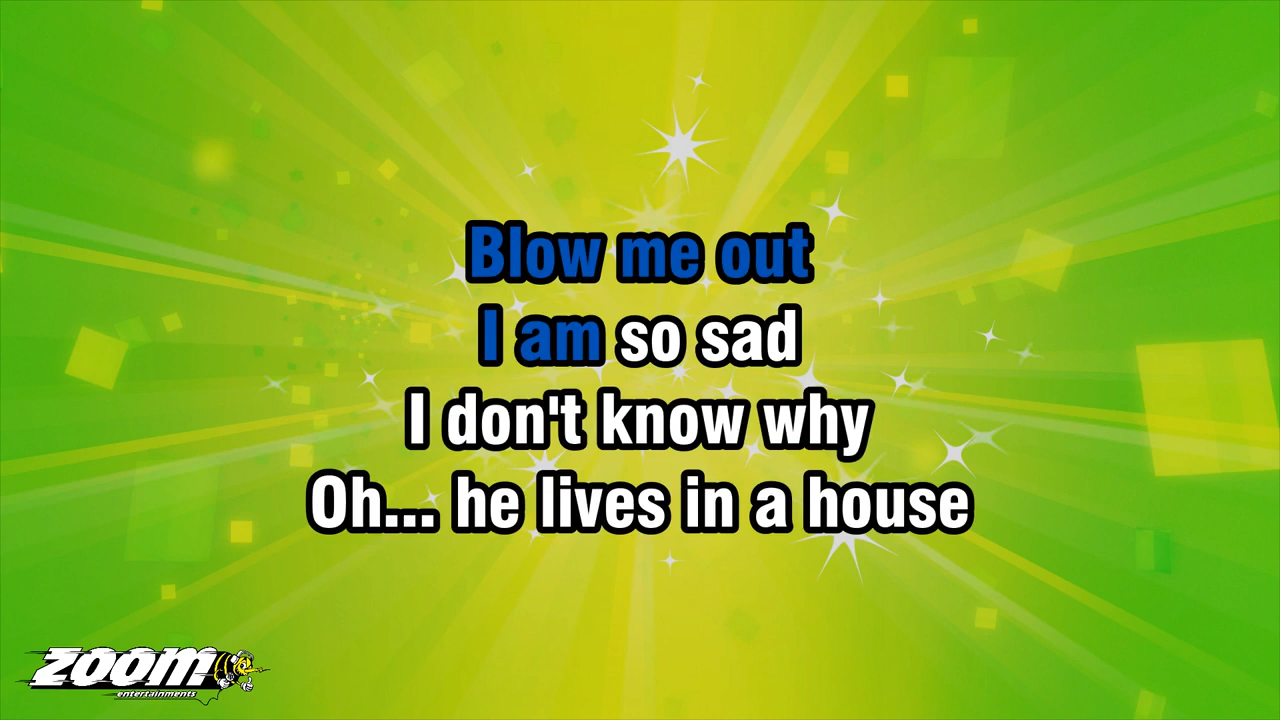 Blow me out
I am so sad
I don't know why
Oh... he lives in a house
zoom
entertainments